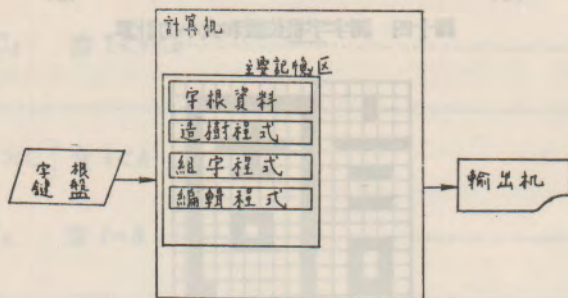 計算机
主要記憶区
字根資料
造樹程式
組字程式
編輯程式
字根
鍵盤
輸出机